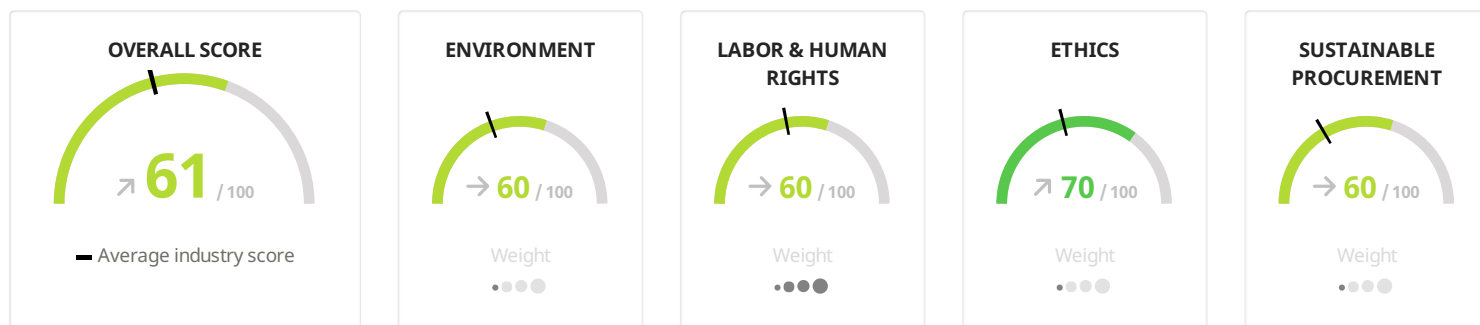 OVERALL SCORE
61 / 100
Average industry score
ENVIRONMENT
60 / 100
Weight
LABOR & HUMAN
RIGHTS
60 / 100
Weight
ETHICS
70 / 100
Weight
SUSTAINABLE
PROCUREMENT
60 / 100
Weight